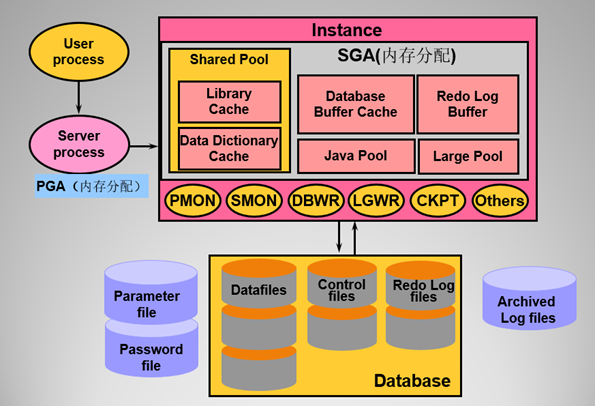 Instance
User
process
Server
process
PGA（内存分配）
SGA(内存分配)
Shared Pool
Library
Cache
Data Dictionary
Cache
Database
Buffer Cache
Redo Log
Buffer
Java Pool
Large Pool
PMON
SMON
DBWR
LGWR
CKPT
Others
Parameter
file
Password
file
Datafiles
Control
files
Redo Log
files
Database
Archived
Log files